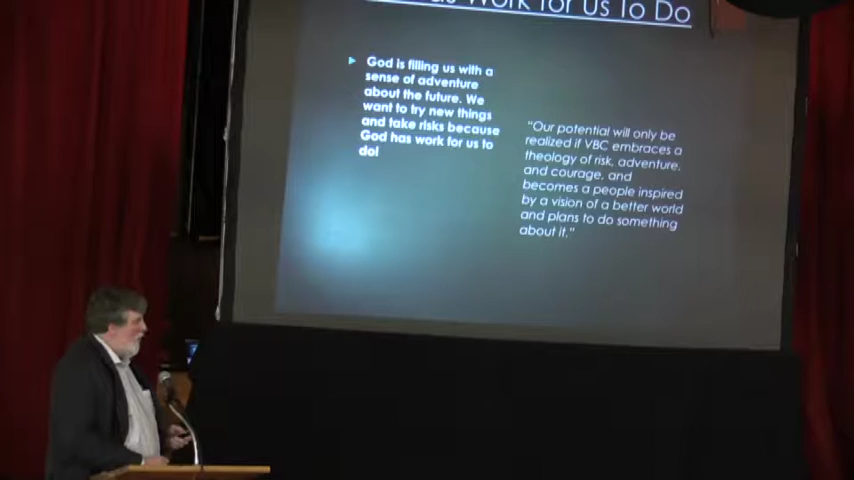 Work for Us To Do
God is filling us with a
sense of adventure
about the future. We
want to try new things
and take risks because
God has work for us to
do!
"Our potential will only be
realized if VBC embraces a
theology of risk, adventure,
and courage, and
becomes a people inspired
by a vision of a better world
and plans to do something
about it."